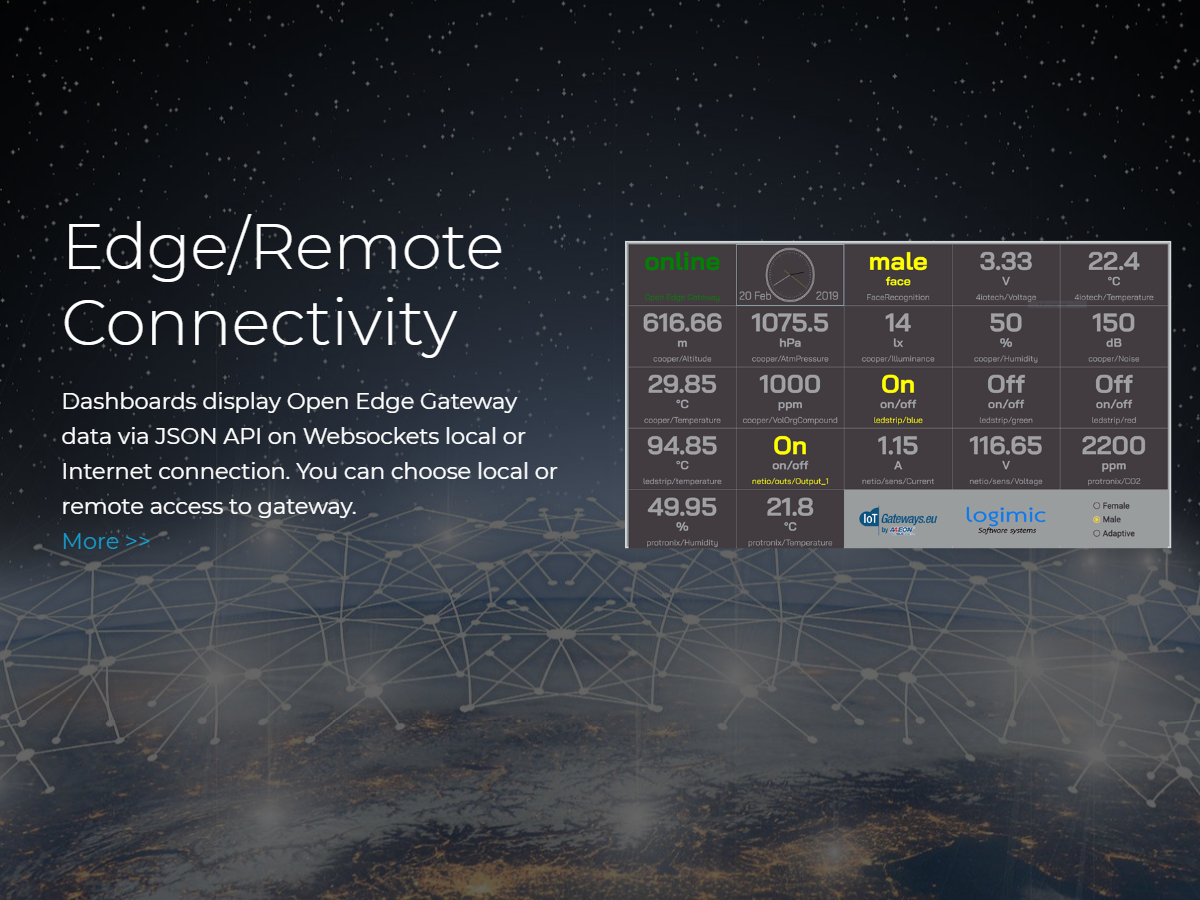 Edge/Remote
Connectivity
Dashboards display Open Edge Gateway
data via JSON API on Websockets local or
Internet connection. You can choose local or
remote access to gateway.
More >>
online
Open Edge Gateway
20 Feb 2019
male
face
FaceRecognition
3.33
V
4iotech/Voltage
22.4
°C
4iotech/Temperature
616.66
m
cooper/Altitude
1075.5
hPa
cooper/AtmPressure
14
lx
cooper/Illuminance
50
%
cooper/Humidity
150
dB
cooper/Noise
29.85
°C
cooper/Temperature
1000
ppm
cooper/VolOrgCompound
On
on/off
ledstrip/blue
Off
on/off
ledstrip/green
Off
on/off
ledstrip/red
94.85
°C
ledstrip/temperature
On
on/off
netio/outs/Output_1
1.15
A
netio/sens/Current
116.65
V
netio/sens/Voltage
2200
ppm
protronix/CO2
49.95
%
protronix/Humidity
21.8
°C
protronix/Temperature
IoT Gateways.eu
by AAEON
logimic
Software systems
Female
Male
Adaptive